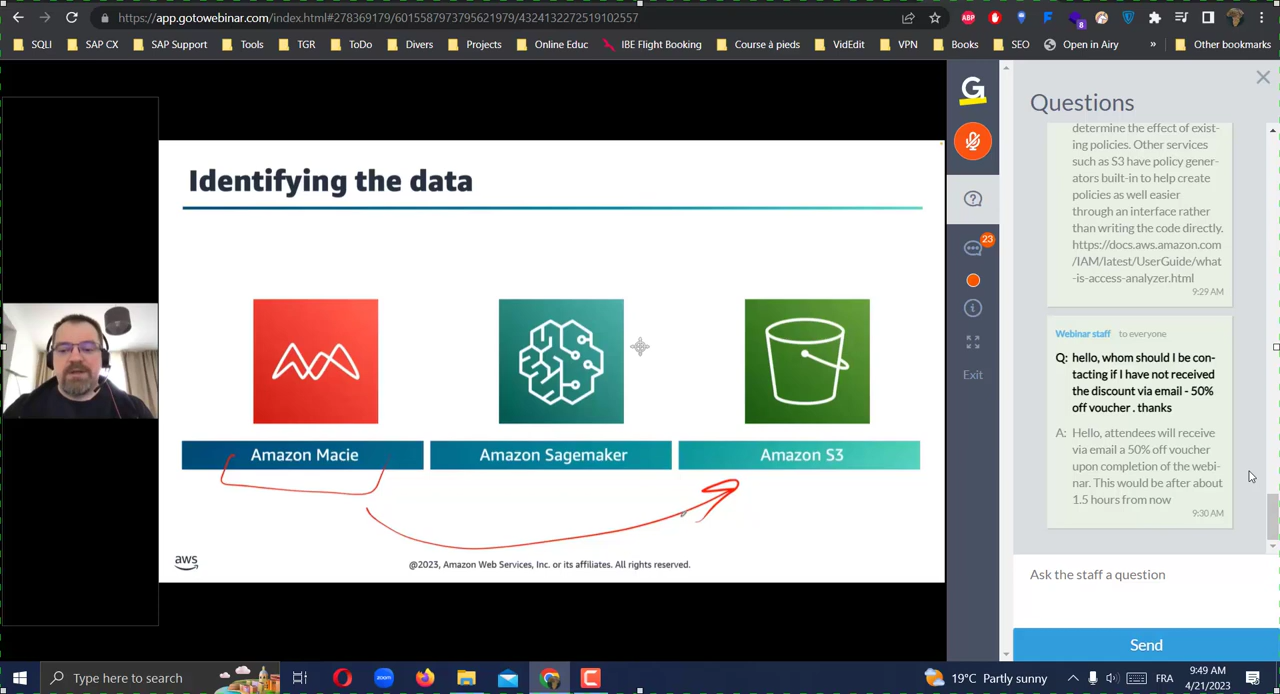 https://app.gotowebinar.com/index.html#278369179/6015587973795621979/4324132272519102557
ABP
8
SQLI
SAP CX
SAP Support
Tools
TGR
ToDo
Divers
Projects
Online Educ
IBE Flight Booking
Course à pieds
VidEdit
VPN
Books
SEO
Open in Airy
»
Other bookmarks
Identifying the data
Amazon Macie
Amazon Sagemaker
Amazon S3
aws
@2023, Amazon Web Services, Inc. or its affiliates. All rights reserved.
G
23
Exit
Questions
determine the effect of exist-
ing policies. Other services
such as S3 have policy gener-
ators built-in to help create
policies as well easier
through an interface rather
than writing the code directly.
https://docs.aws.amazon.com
/IAM/latest/UserGuide/what
-is-access-analyzer.html
9:29 AM
Webinar staff to everyone
Q: hello, whom should I be con-
tacting if I have not received
the discount via email - 50%
off voucher . thanks
A: Hello, attendees will receive
via email a 50% off voucher
upon completion of the webi-
nar. This would be after about
1.5 hours from now
9:30 AM
Ask the staff a question
Send
Type here to search
zoom
19°C Partly sunny
FRA
9:49 AM
4/21/2023